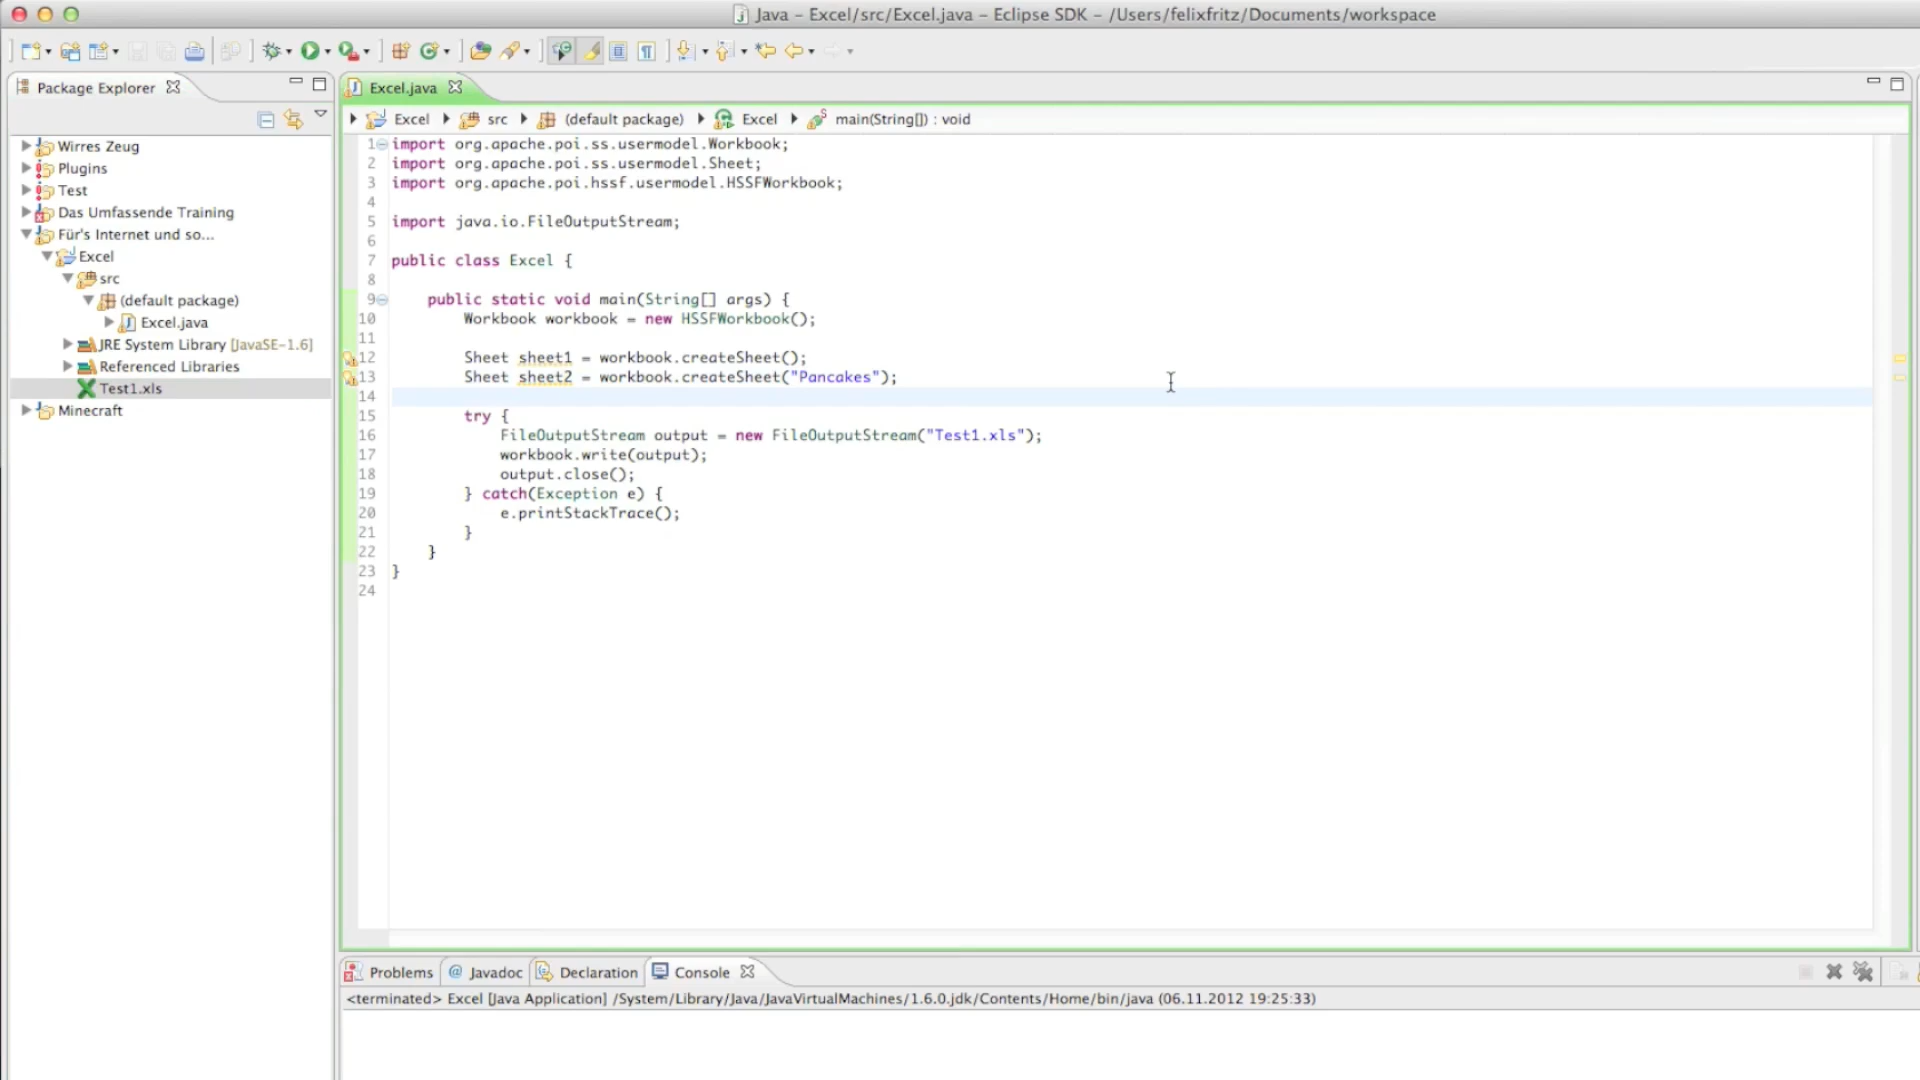 Java – Excel/src/Excel.java – Eclipse SDK – /Users/felixfritz/Documents/workspace
Package Explorer
Wirres Zeug
Plugins
Test
Das Umfassende Training
Für's Internet und so...
Excel
src
(default package)
Excel.java
JRE System Library [JavaSE-1.6]
Referenced Libraries
Test1.xls
Minecraft
Excel.java
Excel src (default package) Excel main(String[]) : void
1 import org.apache.poi.ss.usermodel.Workbook;
2 import org.apache.poi.ss.usermodel.Sheet;
3 import org.apache.poi.hssf.usermodel.HSSFWorkbook;
4
5 import java.io.FileOutputStream;
6
7 public class Excel {
8
9 public static void main(String[] args) {
10 Workbook workbook = new HSSFWorkbook();
11
12 Sheet sheet1 = workbook.createSheet();
13 Sheet sheet2 = workbook.createSheet("Pancakes");
14
15 try {
16 FileOutputStream output = new FileOutputStream("Test1.xls");
17 workbook.write(output);
18 output.close();
19 } catch(Exception e) {
20 e.printStackTrace();
21 }
22 }
23 }
24
Problems @ Javadoc Declaration Console
<terminated> Excel [Java Application] /System/Library/Java/JavaVirtualMachines/1.6.0.jdk/Contents/Home/bin/java (06.11.2012 19:25:33)